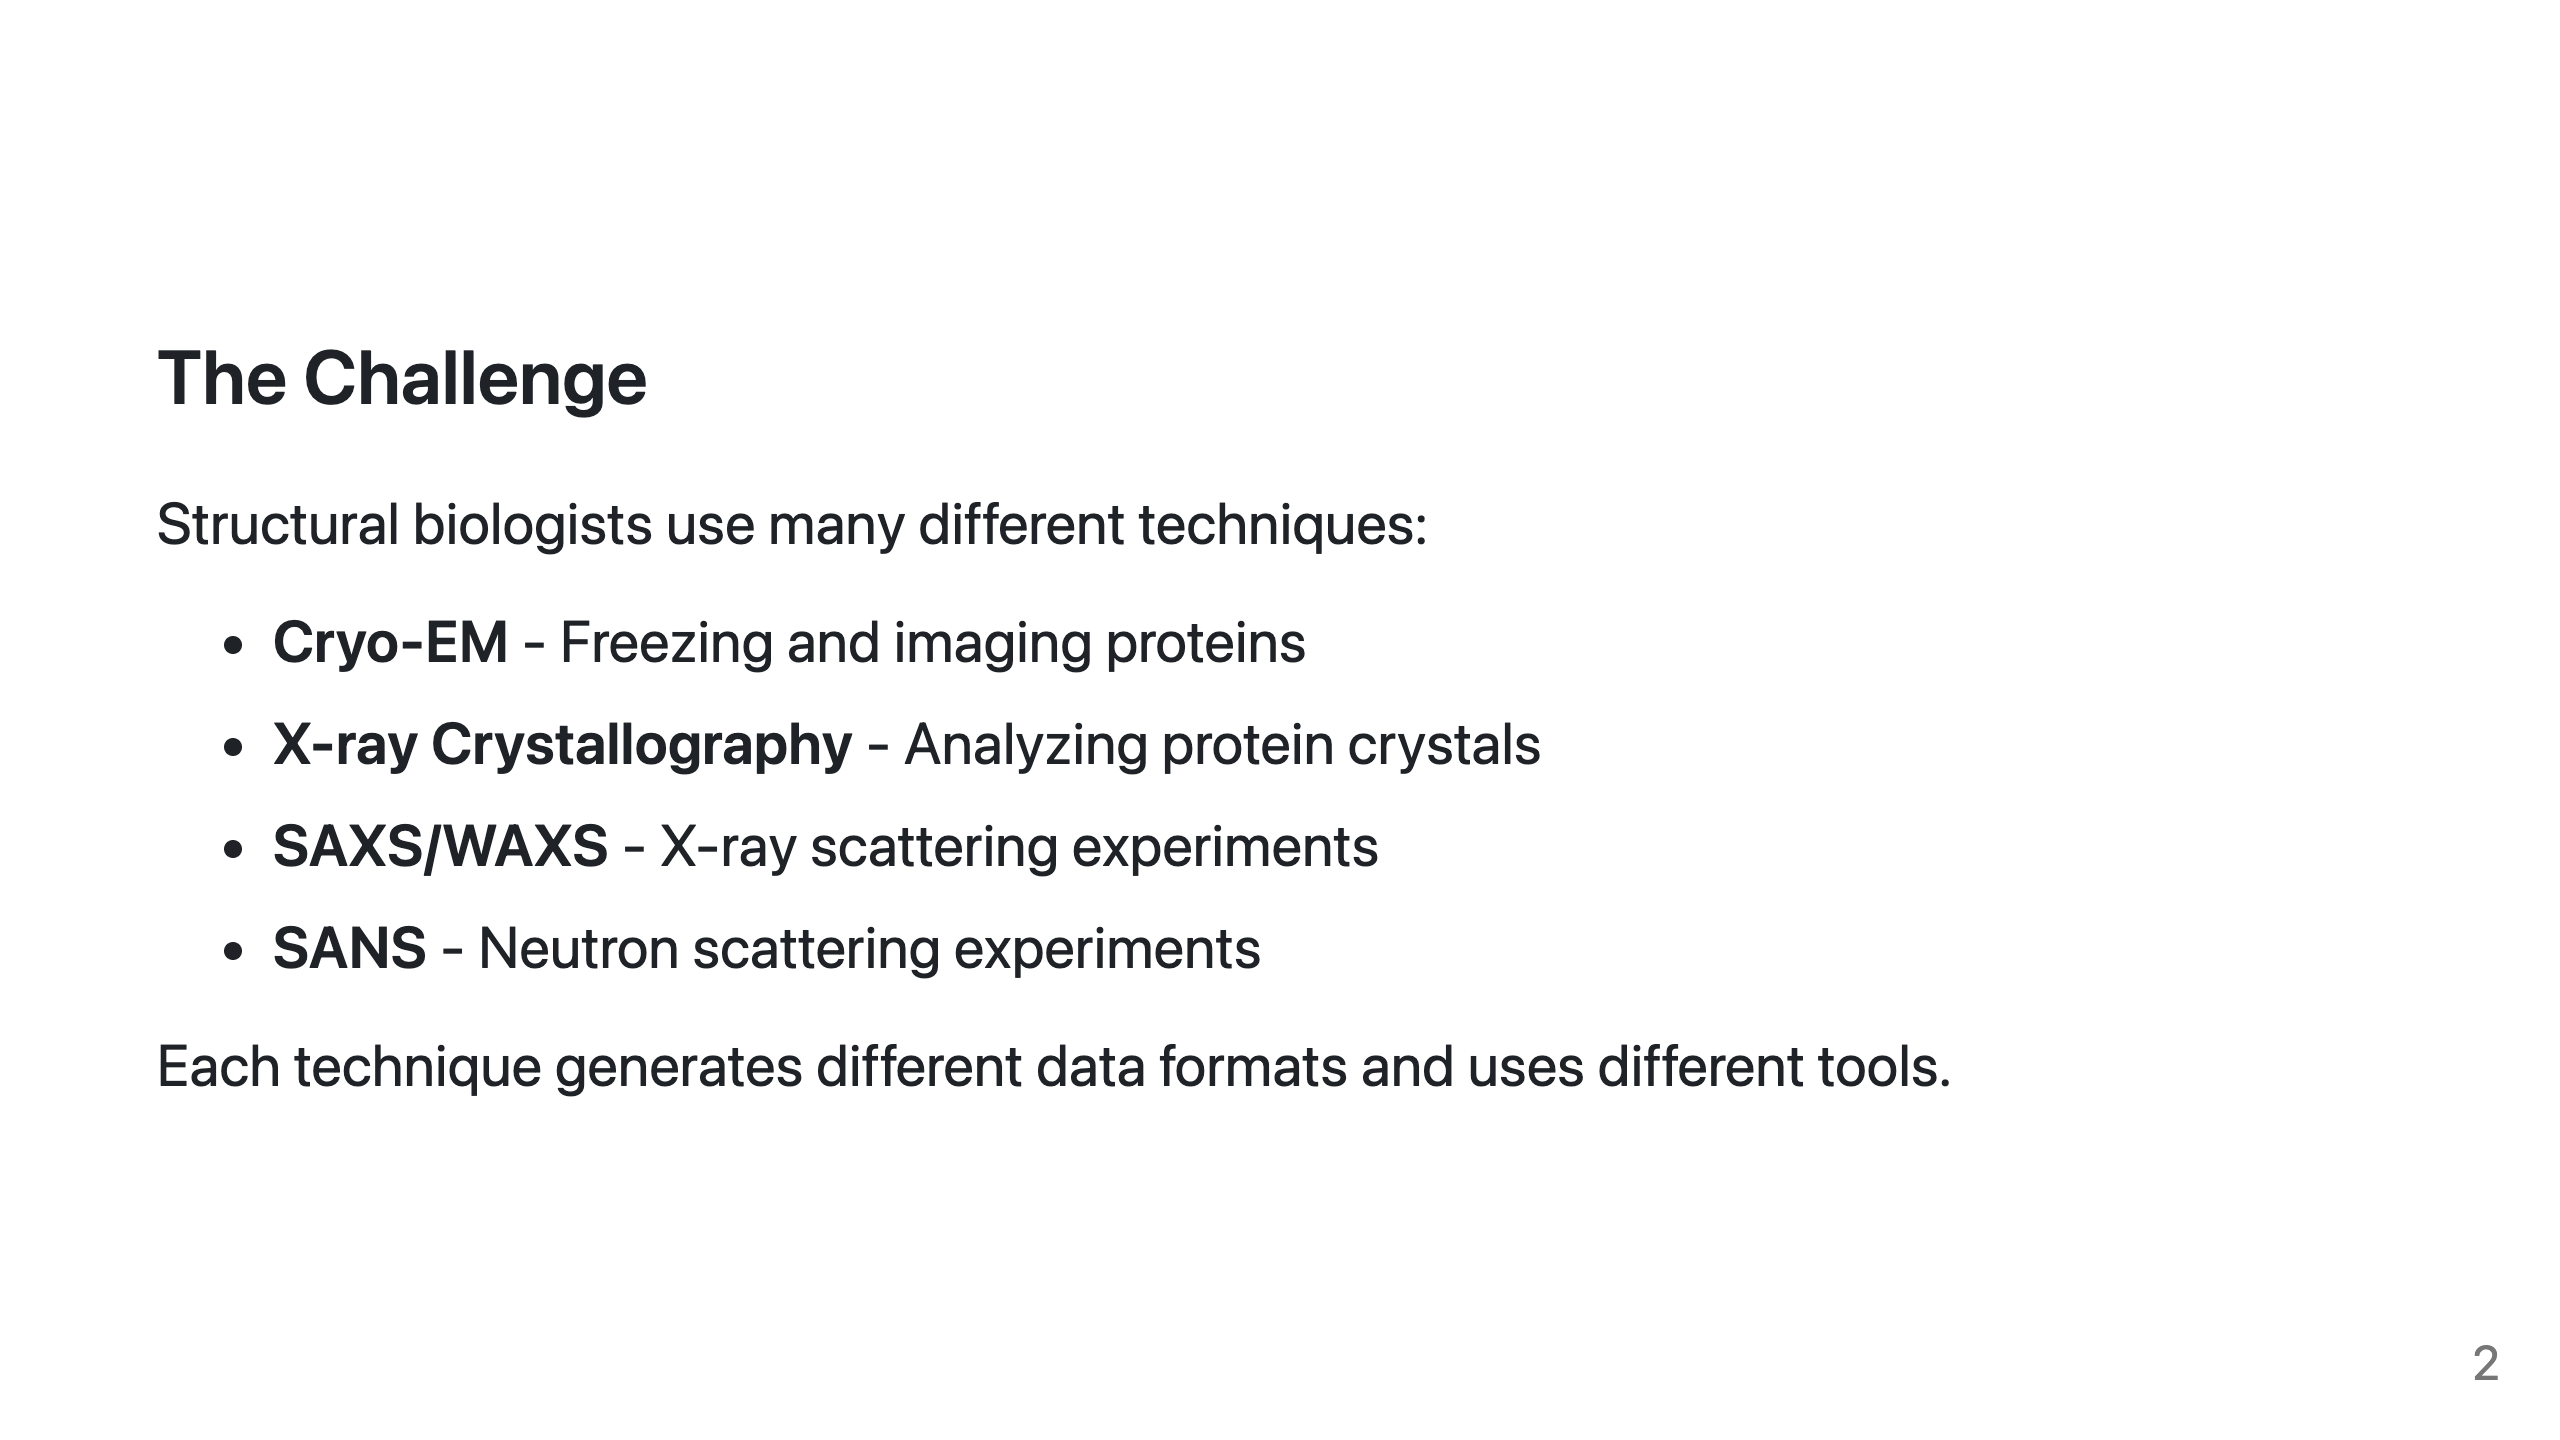 The Challenge
Structural biologists use many different techniques:
• Cryo-EM - Freezing and imaging proteins
• X-ray Crystallography - Analyzing protein crystals
• SAXS/WAXS - X-ray scattering experiments
• SANS - Neutron scattering experiments
Each technique generates different data formats and uses different tools.
2